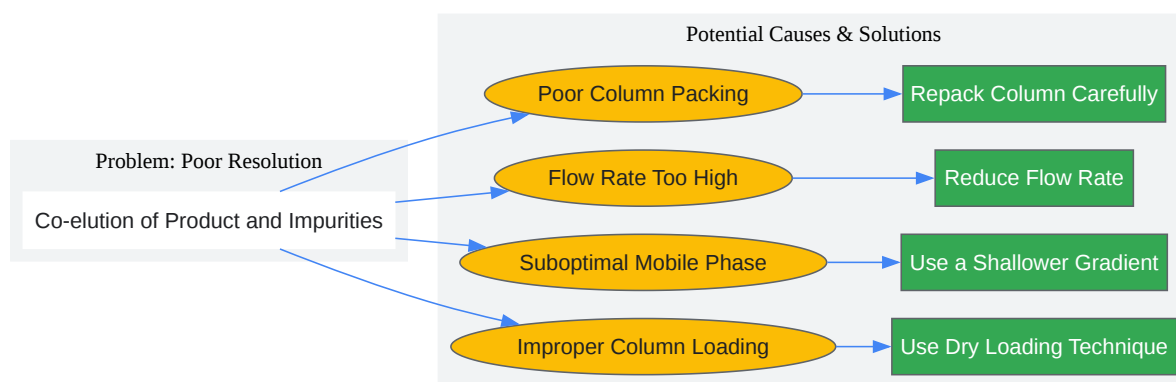 Potential Causes & Solutions
Poor Column Packing
Repack Column Carefully
Problem: Poor Resolution
Flow Rate Too High
Reduce Flow Rate
Co-elution of Product and Impurities
Suboptimal Mobile Phase
Use a Shallower Gradient
Improper Column Loading
Use Dry Loading Technique